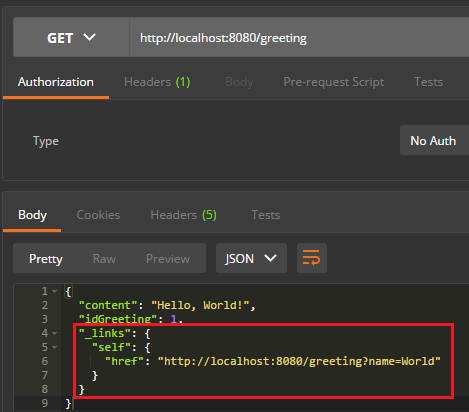 GET http://localhost:8080/greeting
Authorization Headers (1) Body Pre-request Script Tests
Type No Auth
Body Cookies Headers (5) Tests
Pretty Raw Preview JSON
1 {
2 "content": "Hello, World!",
3 "idGreeting": 1,
4 "_links": {
5 "self": {
6 "href": "http://localhost:8080/greeting?name=World"
7 }
8 }
9 }